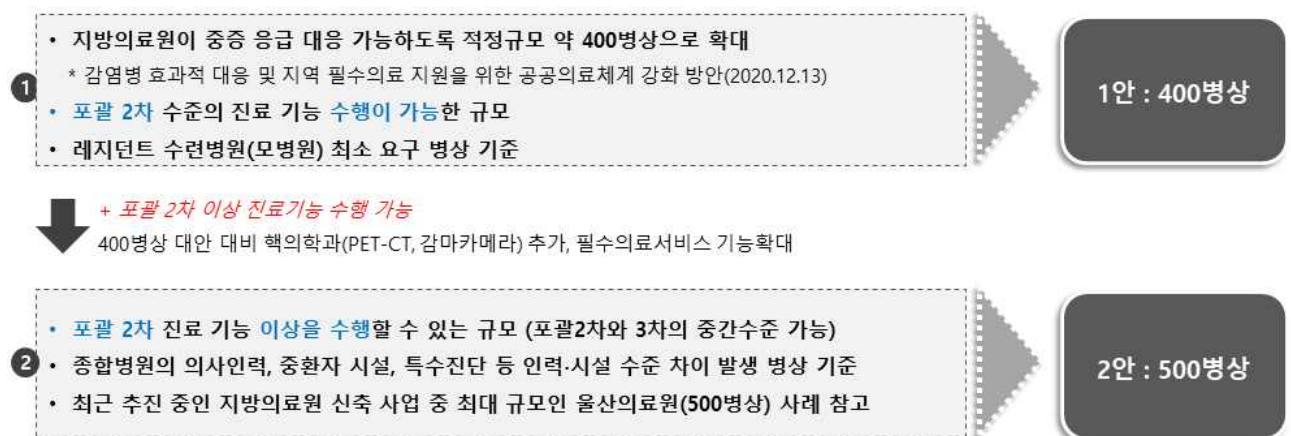 • 지방의료원이 중증 응급 대응 가능하도록 적정규모 약 400병상으로 확대
* 감염병 효과적 대응 및 지역 필수의료 지원을 위한 공공의료체계 강화 방안(2020.12.13)
1
• 포괄 2차 수준의 진료 기능 수행이 가능한 규모
• 레지던트 수련병원(모병원) 최소 요구 병상 기준
1안 : 400병상
+ 포괄 2차 이상 진료기능 수행 가능
400병상 대안 대비 핵의학과(PET-CT, 감마카메라) 추가, 필수의료서비스 기능확대
• 포괄 2차 진료 기능 이상을 수행할 수 있는 규모 (포괄2차와 3차의 중간수준 가능)
2
• 종합병원의 의사인력, 중환자 시설, 특수진단 등 인력·시설 수준 차이 발생 병상 기준
• 최근 추진 중인 지방의료원 신축 사업 중 최대 규모인 울산의료원(500병상) 사례 참고
2안 : 500병상